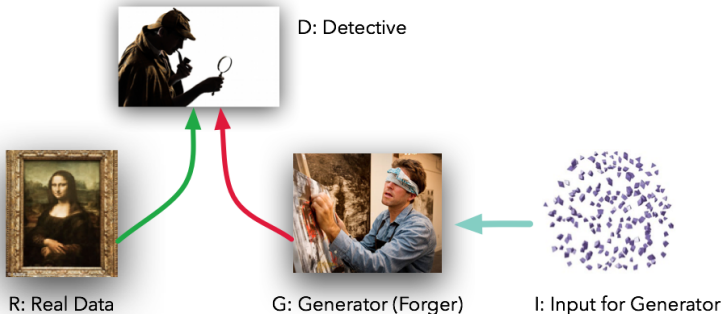 D: Detective
R: Real Data
G: Generator (Forger)
I: Input for Generator